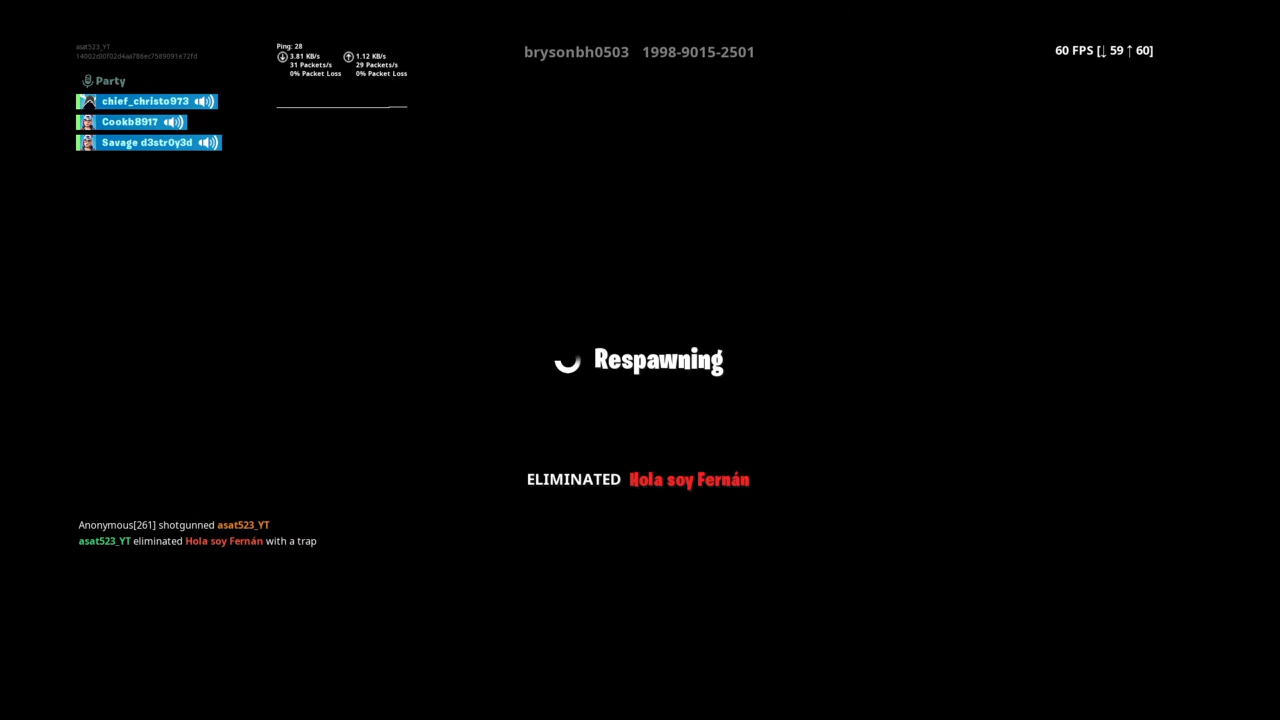 asat523_YT
Party
chief_christo973
Cookb8917
Savage d3str0y3d
Ping: 28
3.81 KB/s
1.12 KB/s
31 Packets/s
29 Packets/s
0% Packet Loss
0% Packet Loss
brysonbh0503 1998-9015-2501
60 FPS [↓ 59 ↑ 60]
Respawning
ELIMINATED Hola soy Fernán
Anonymous[261] shotgunned asat523_YT
asat523_YT eliminated Hola soy Fernán with a trap